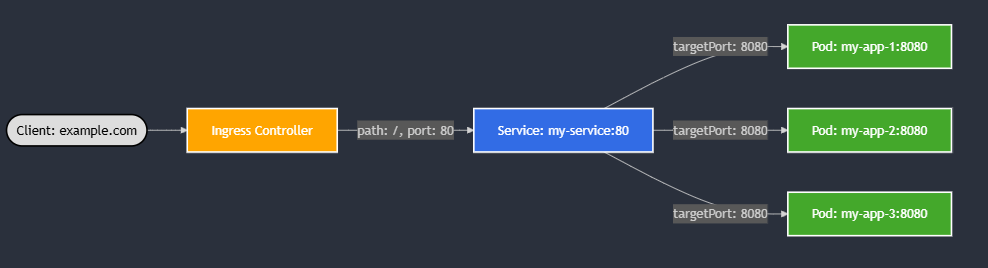 Client: example.com
Ingress Controller
path: /, port: 80
Service: my-service:80
targetPort: 8080
Pod: my-app-1:8080
targetPort: 8080
Pod: my-app-2:8080
targetPort: 8080
Pod: my-app-3:8080